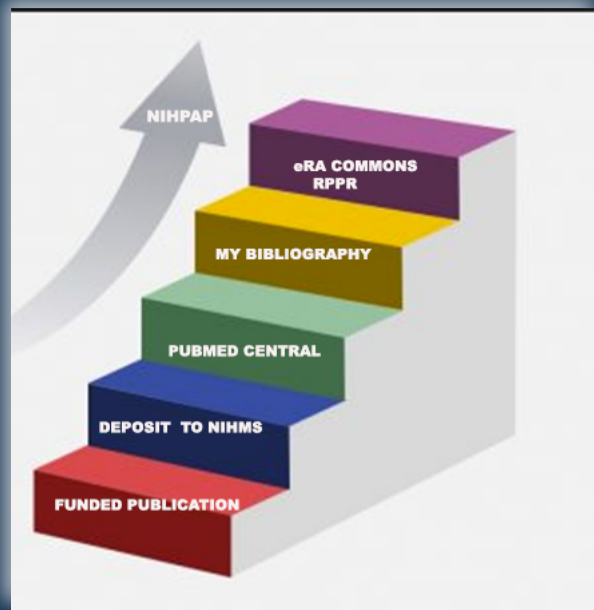 NIHPAP
eRA COMMONS
RPPR
MY BIBLIOGRAPHY
PUBMED CENTRAL
DEPOSIT TO NIHMS
FUNDED PUBLICATION